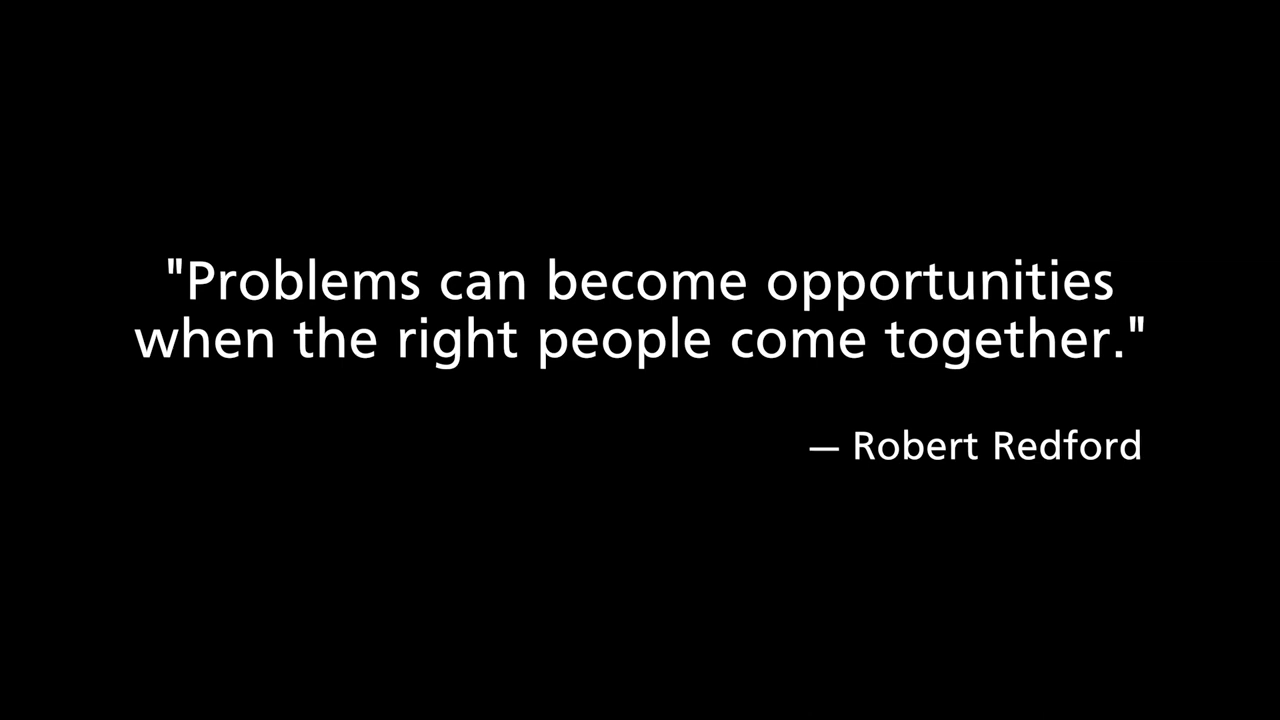 "Problems can become opportunities
when the right people come together."
— Robert Redford